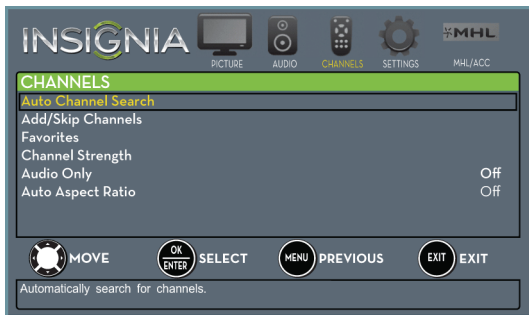 INSIGNIA
PICTURE AUDIO CHANNELS SETTINGS MHL MHL/ACC
CHANNELS
Auto Channel Search
Add/Skip Channels
Favorites
Channel Strength
Audio Only Off
Auto Aspect Ratio Off
MOVE OK ENTER SELECT MENU PREVIOUS EXIT EXIT
Automatically search for channels.